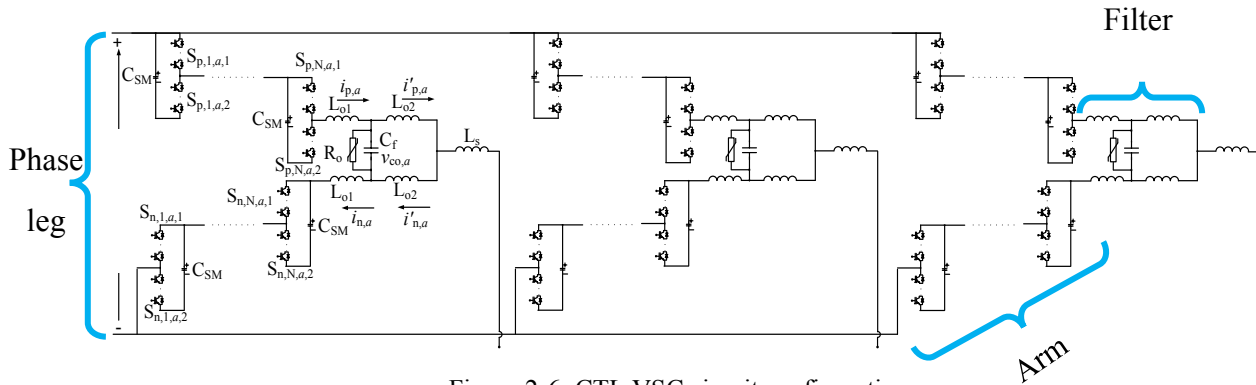 Filter
+
C_SM
S_p,1,a,1
S_p,1,a,2
S_p,N,a,1
i_p,a
i'_p,a
L_o1
L_o2
C_SM
R_o
C_f
v_co,a
L_s
S_p,N,a,2
Phase
leg
L_o1
L_o2
S_n,N,a,1
i_n,a
i'_n,a
S_n,1,a,1
C_SM
S_n,N,a,2
C_SM
S_n,1,a,2
-
Arm